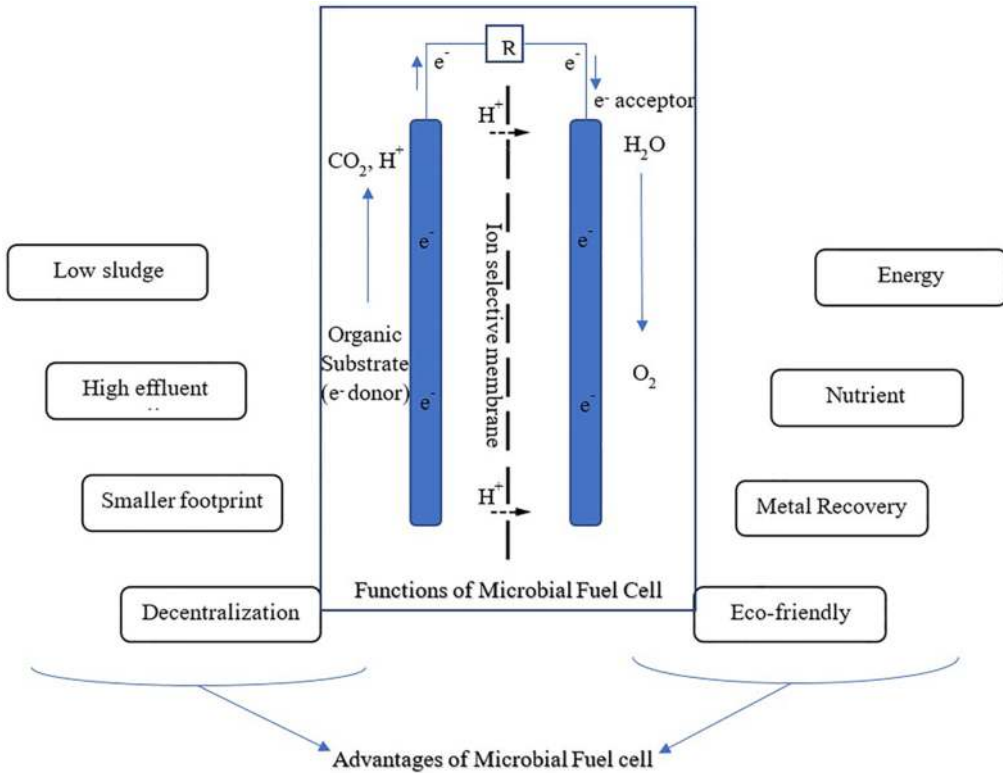 R
e-
e-
e- acceptor
H+
H2O
CO2, H+
e-
e-
Ion selective membrane
Low sludge
Energy
Organic
Substrate
(e- donor)
O2
High effluent
Nutrient
e-
e-
Smaller footprint
H+
Metal Recovery
Functions of Microbial Fuel Cell
Decentralization
Eco-friendly
Advantages of Microbial Fuel cell